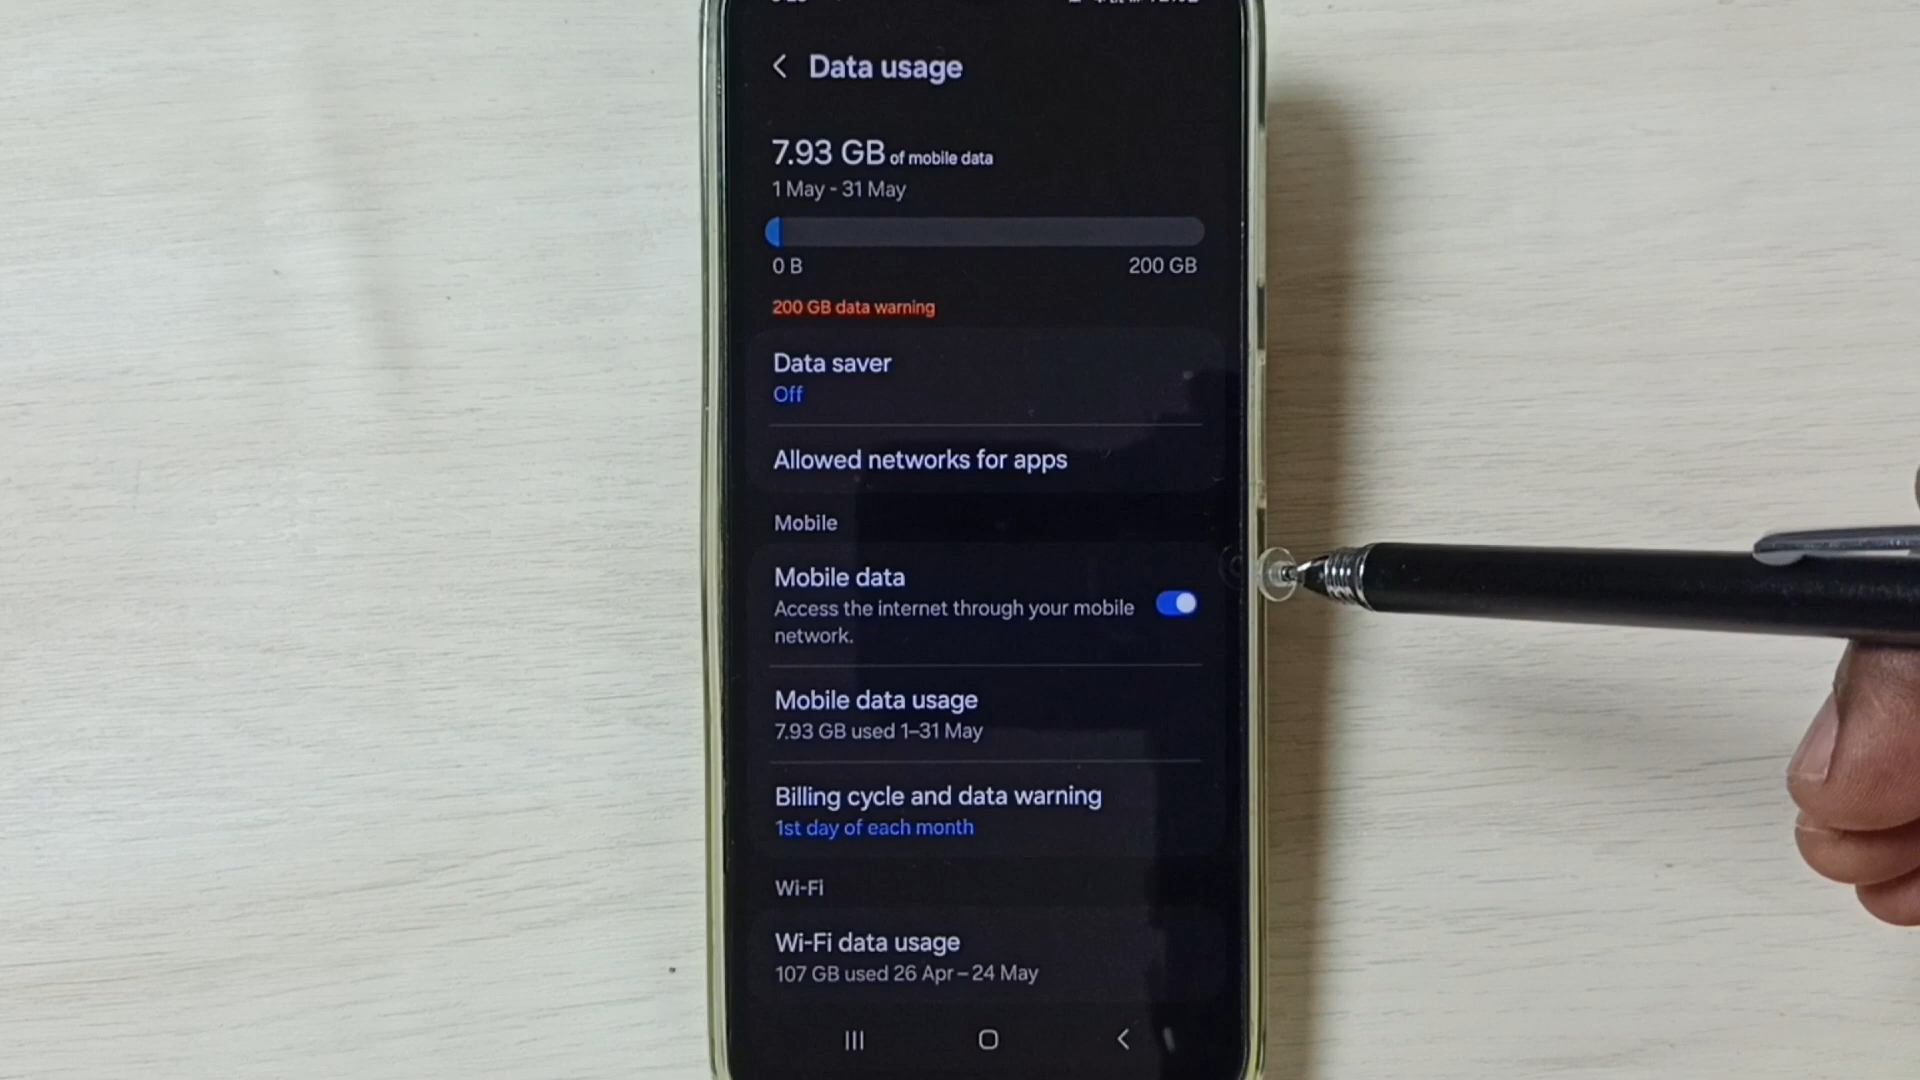 Data usage
7.93 GB of mobile data
1 May - 31 May
0 B
200 GB
200 GB data warning
Data saver
Off
Allowed networks for apps
Mobile
Mobile data
Access the internet through your mobile
network.
Mobile data usage
7.93 GB used 1–31 May
Billing cycle and data warning
1st day of each month
Wi-Fi
Wi-Fi data usage
107 GB used 26 Apr – 24 May